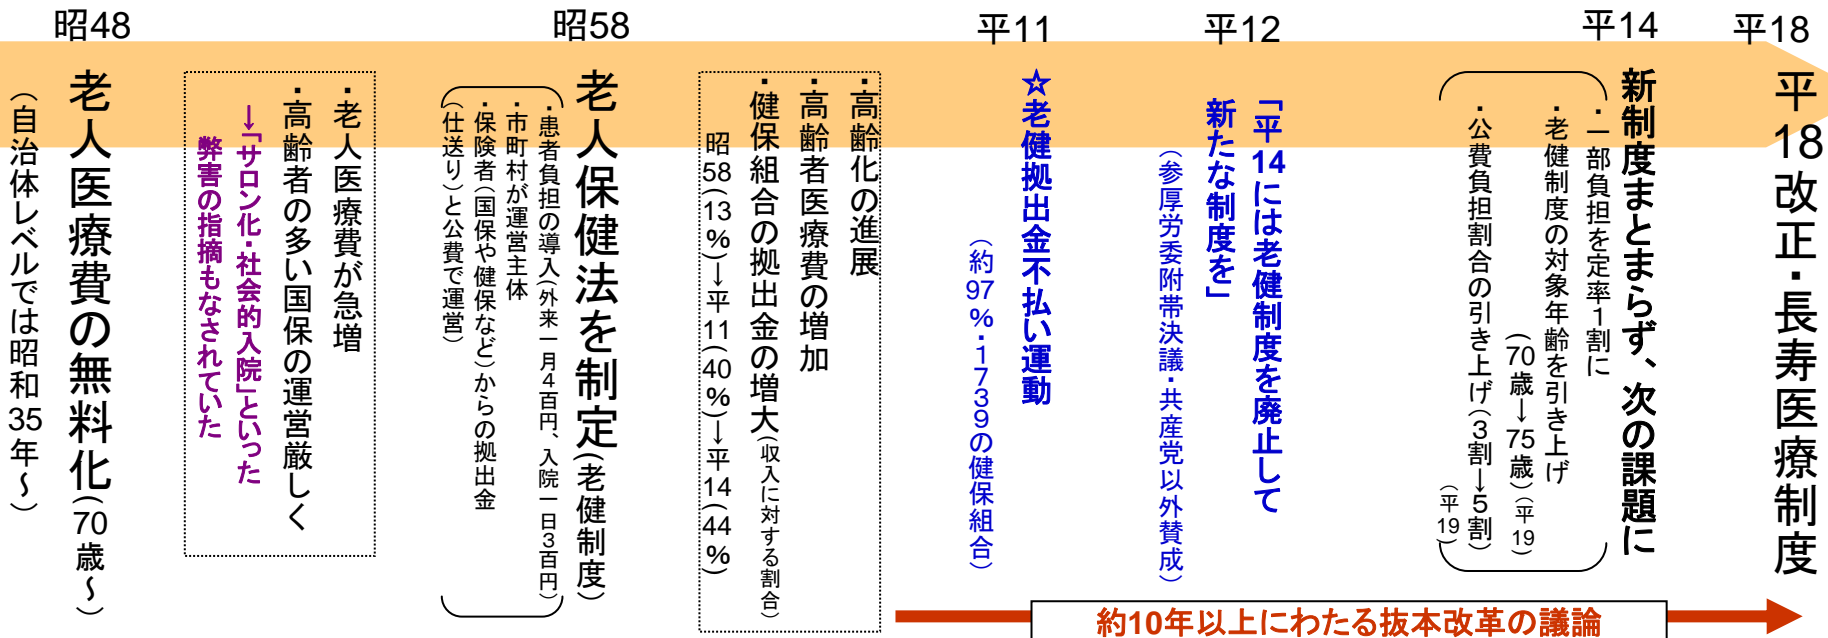 昭48
昭58
平11
平12
平14
平18
老人医療費の無料化(70歳～)
(自治体レベルでは昭和35年～)
・老人医療費が急増
・高齢者の多い国保の運営厳しく
→「サロン化・社会的入院」といった
弊害の指摘もなされていた
老人保健法を制定(老健制度)
・患者負担の導入(外来一月４百円、入院一日３百円)
・市町村が運営主体
・保険者(国保や健保など)からの拠出金
(仕送り)と公費で運営
・高齢化の進展
・高齢者医療費の増加
・健保組合の拠出金の増大(収入に対する割合)
昭58(13%)→平11(40%)→平14(44%)
☆老健拠出金不払い運動
(約97%・1739の健保組合)
「平14には老健制度を廃止して
新たな制度を」
(参厚労委附帯決議・共産党以外賛成)
新制度まとまらず、次の課題に
・一部負担を定率１割に
・老健制度の対象年齢を引き上げ
(70歳→75歳)(平19)
・公費負担割合の引き上げ(３割→５割)
(平19)
平18改正・長寿医療制度
約10年以上にわたる抜本改革の議論